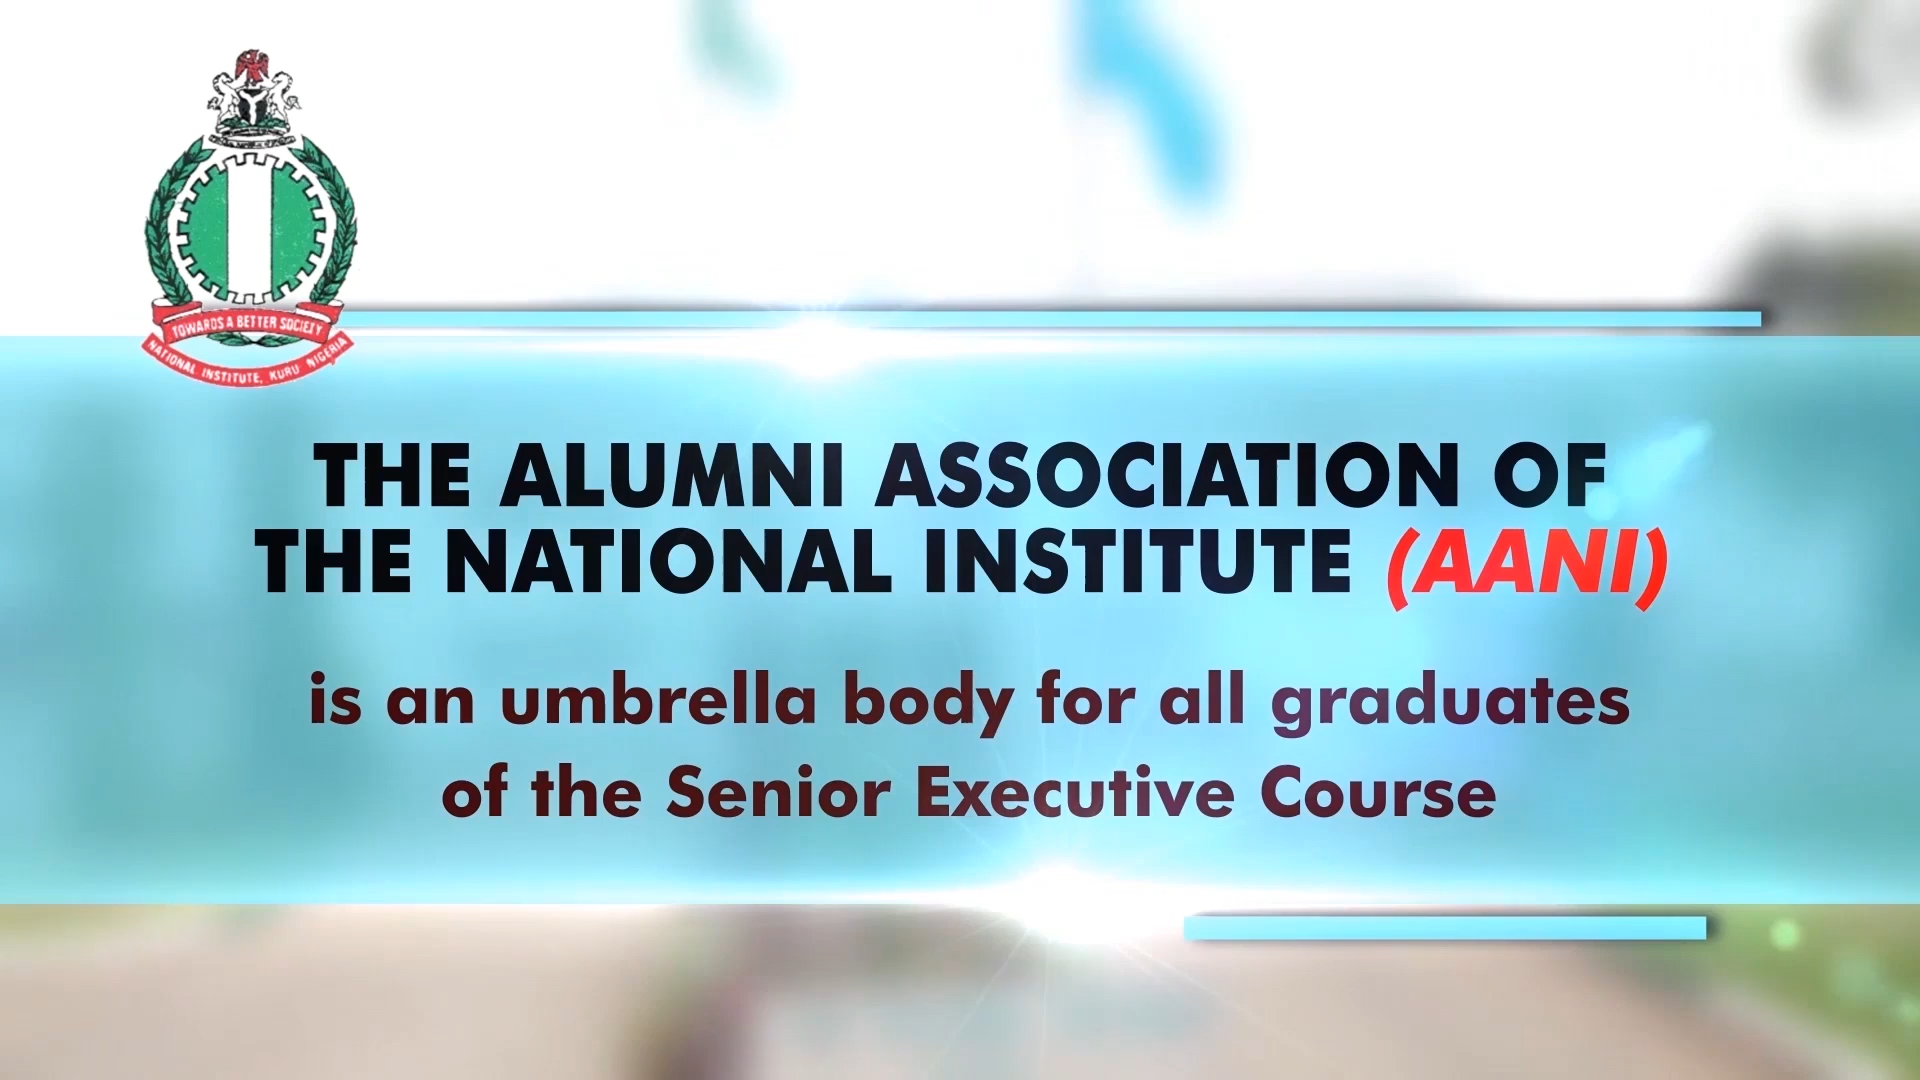 TOWARDS A BETTER SOCIETY
NATIONAL INSTITUTE, KURU NIGERIA
THE ALUMNI ASSOCIATION OF
THE NATIONAL INSTITUTE (AANI)
is an umbrella body for all graduates
of the Senior Executive Course